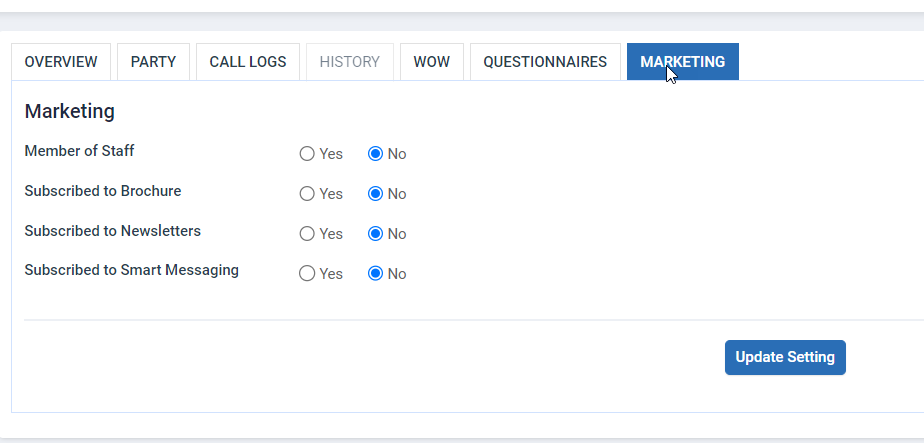 OVERVIEW PARTY CALL LOGS HISTORY WOW QUESTIONNAIRES MARKETING
Marketing
Member of Staff Yes No
Subscribed to Brochure Yes No
Subscribed to Newsletters Yes No
Subscribed to Smart Messaging Yes No
Update Setting